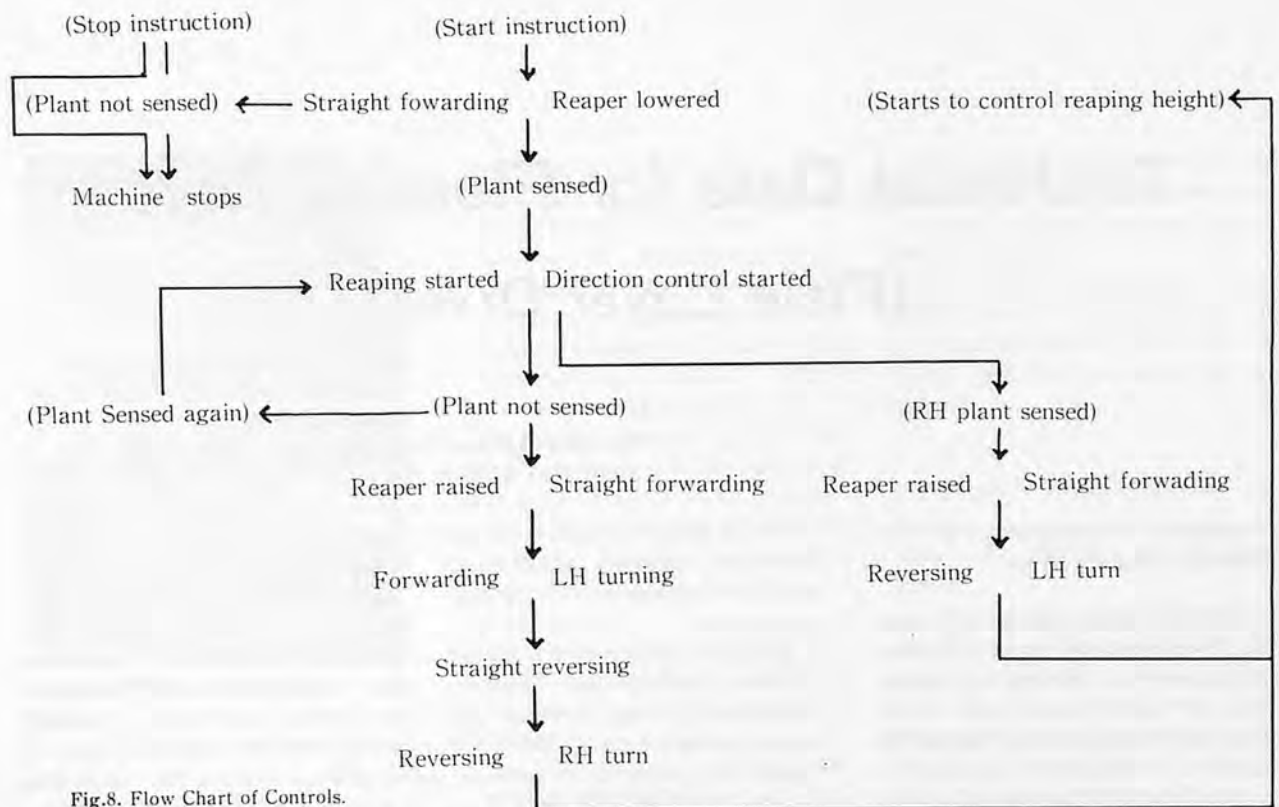 (Stop instruction) (Start instruction)
(Plant not sensed) Straight fowarding Reaper lowered (Starts to control reaping height)
Machine stops (Plant sensed)
Reaping started Direction control started
(Plant Sensed again) (Plant not sensed) (RH plant sensed)
Reaper raised Straight forwarding Reaper raised Straight forwading
Forwarding LH turning Reversing LH turn
Straight reversing
Reversing RH turn
Fig.8. Flow Chart of Controls.